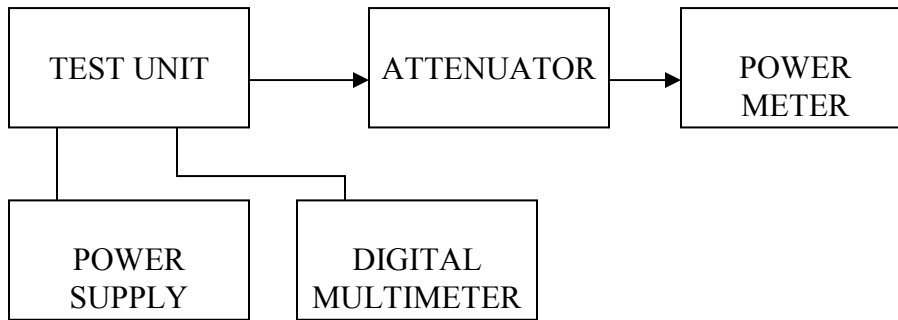 TEST UNIT
ATTENUATOR
POWER
METER
POWER
SUPPLY
DIGITAL
MULTIMETER